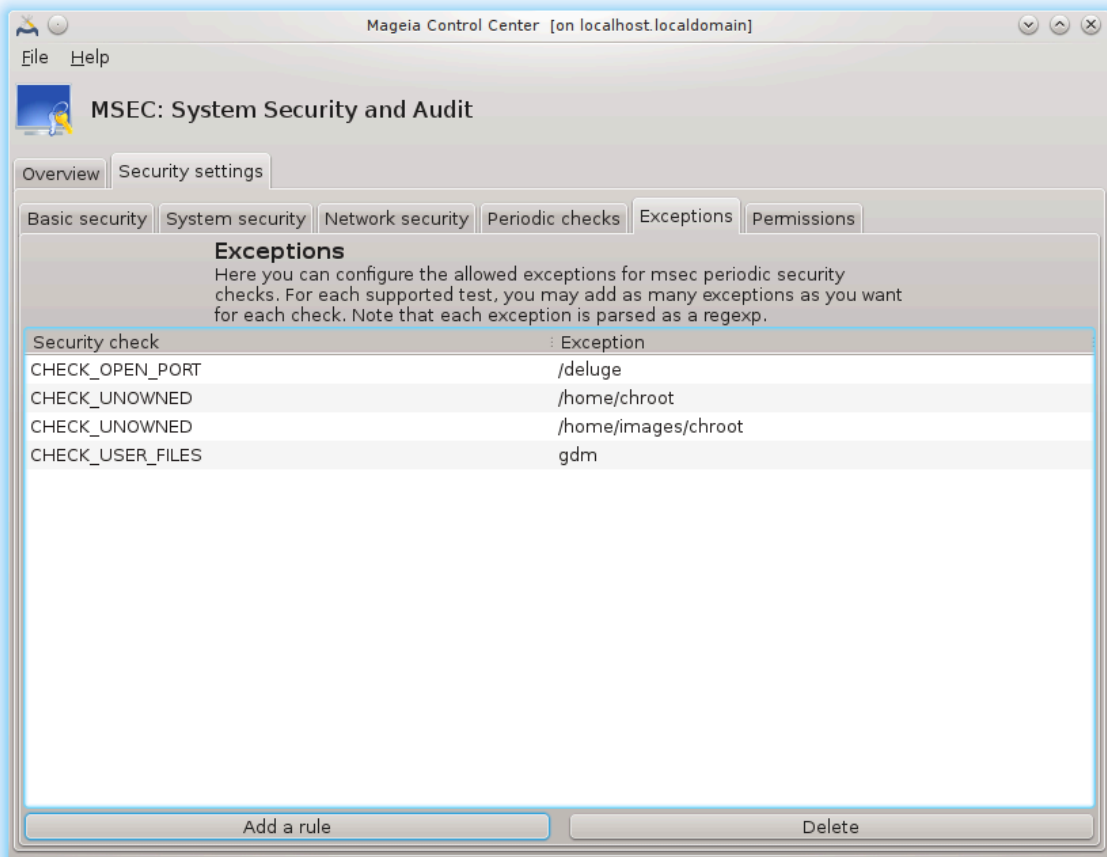 Mageia Control Center [on localhost.localdomain]
File Help
MSEC: System Security and Audit
Overview Security settings
Basic security System security Network security Periodic checks Exceptions Permissions
Exceptions
Here you can configure the allowed exceptions for msec periodic security
checks. For each supported test, you may add as many exceptions as you want
for each check. Note that each exception is parsed as a regexp.
Security check Exception
CHECK_OPEN_PORT /deluge
CHECK_UNOWNED /home/chroot
CHECK_UNOWNED /home/images/chroot
CHECK_USER_FILES gdm
Add a rule Delete